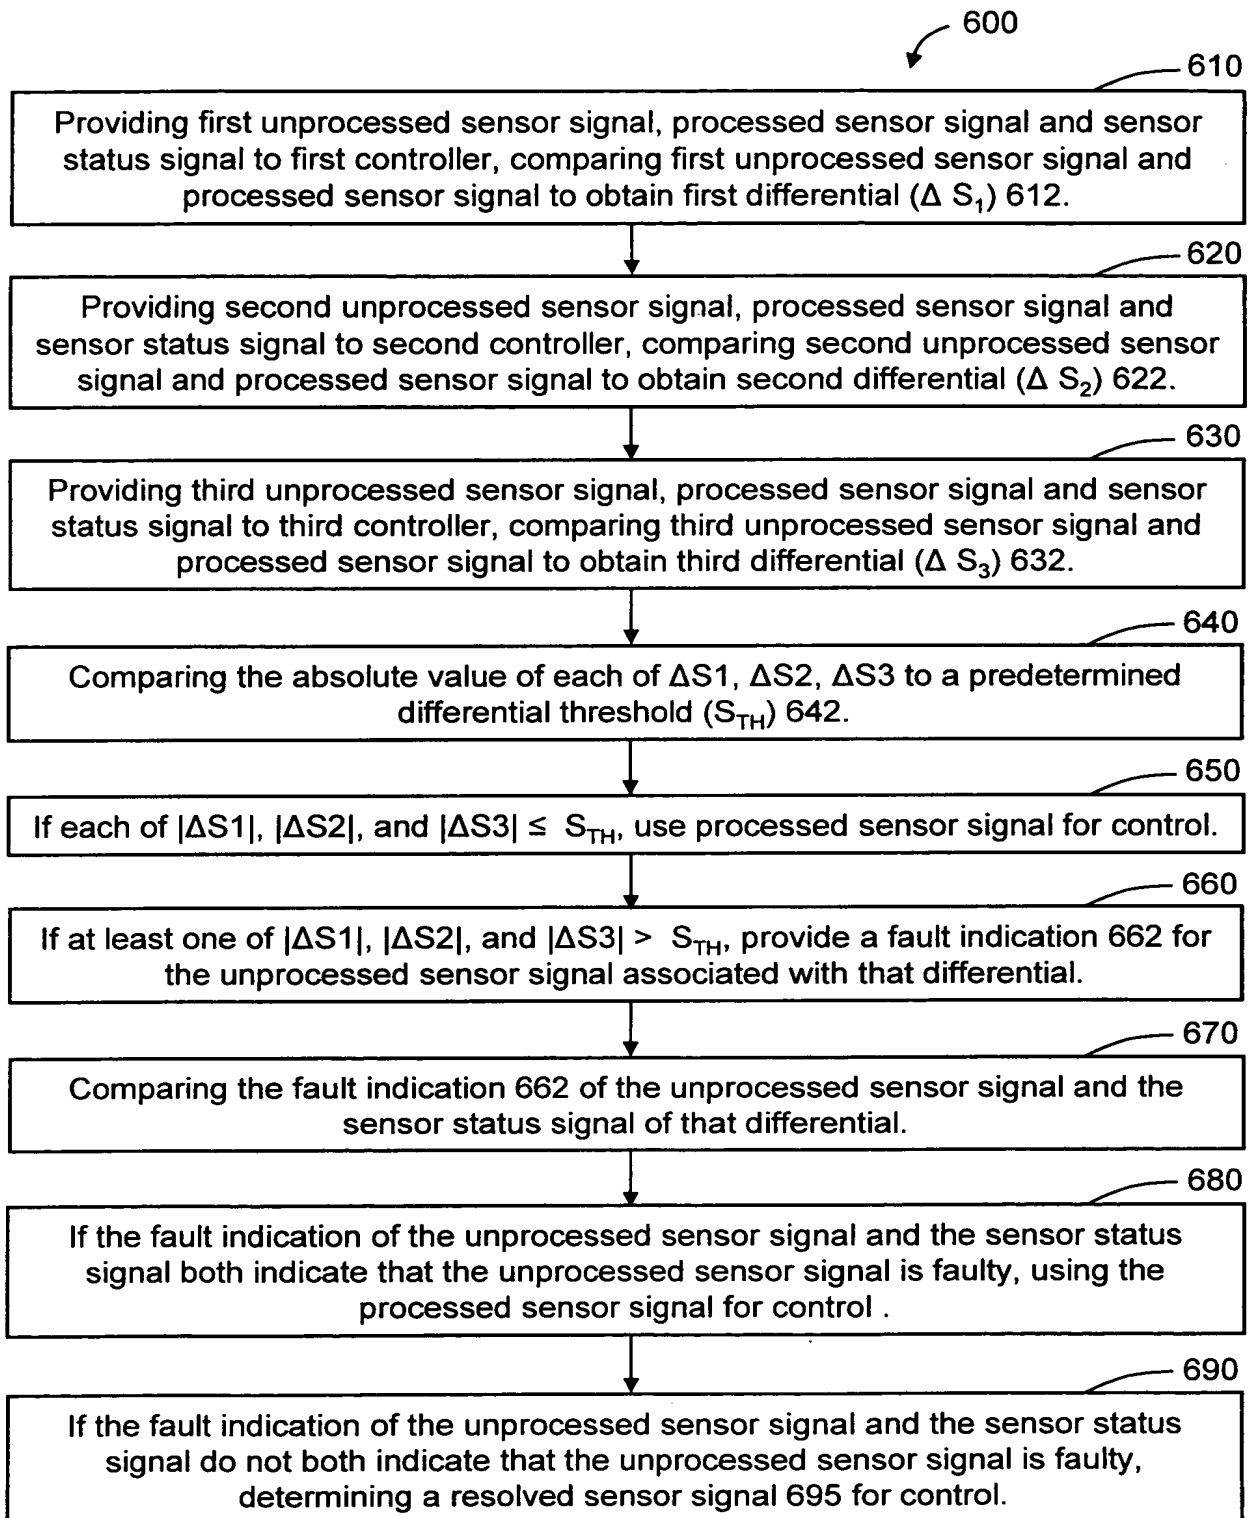 600
610
Providing first unprocessed sensor signal, processed sensor signal and sensor
status signal to first controller, comparing first unprocessed sensor signal and
processed sensor signal to obtain first differential (Δ S₁) 612.
620
Providing second unprocessed sensor signal, processed sensor signal and
sensor status signal to second controller, comparing second unprocessed sensor
signal and processed sensor signal to obtain second differential (Δ S₂) 622.
630
Providing third unprocessed sensor signal, processed sensor signal and sensor
status signal to third controller, comparing third unprocessed sensor signal and
processed sensor signal to obtain third differential (Δ S₃) 632.
640
Comparing the absolute value of each of ΔS1, ΔS2, ΔS3 to a predetermined
differential threshold (S_TH) 642.
650
If each of |ΔS1|, |ΔS2|, and |ΔS3| ≤ S_TH, use processed sensor signal for control.
660
If at least one of |ΔS1|, |ΔS2|, and |ΔS3| > S_TH, provide a fault indication 662 for
the unprocessed sensor signal associated with that differential.
670
Comparing the fault indication 662 of the unprocessed sensor signal and the
sensor status signal of that differential.
680
If the fault indication of the unprocessed sensor signal and the sensor status
signal both indicate that the unprocessed sensor signal is faulty, using the
processed sensor signal for control .
690
If the fault indication of the unprocessed sensor signal and the sensor status
signal do not both indicate that the unprocessed sensor signal is faulty,
determining a resolved sensor signal 695 for control.